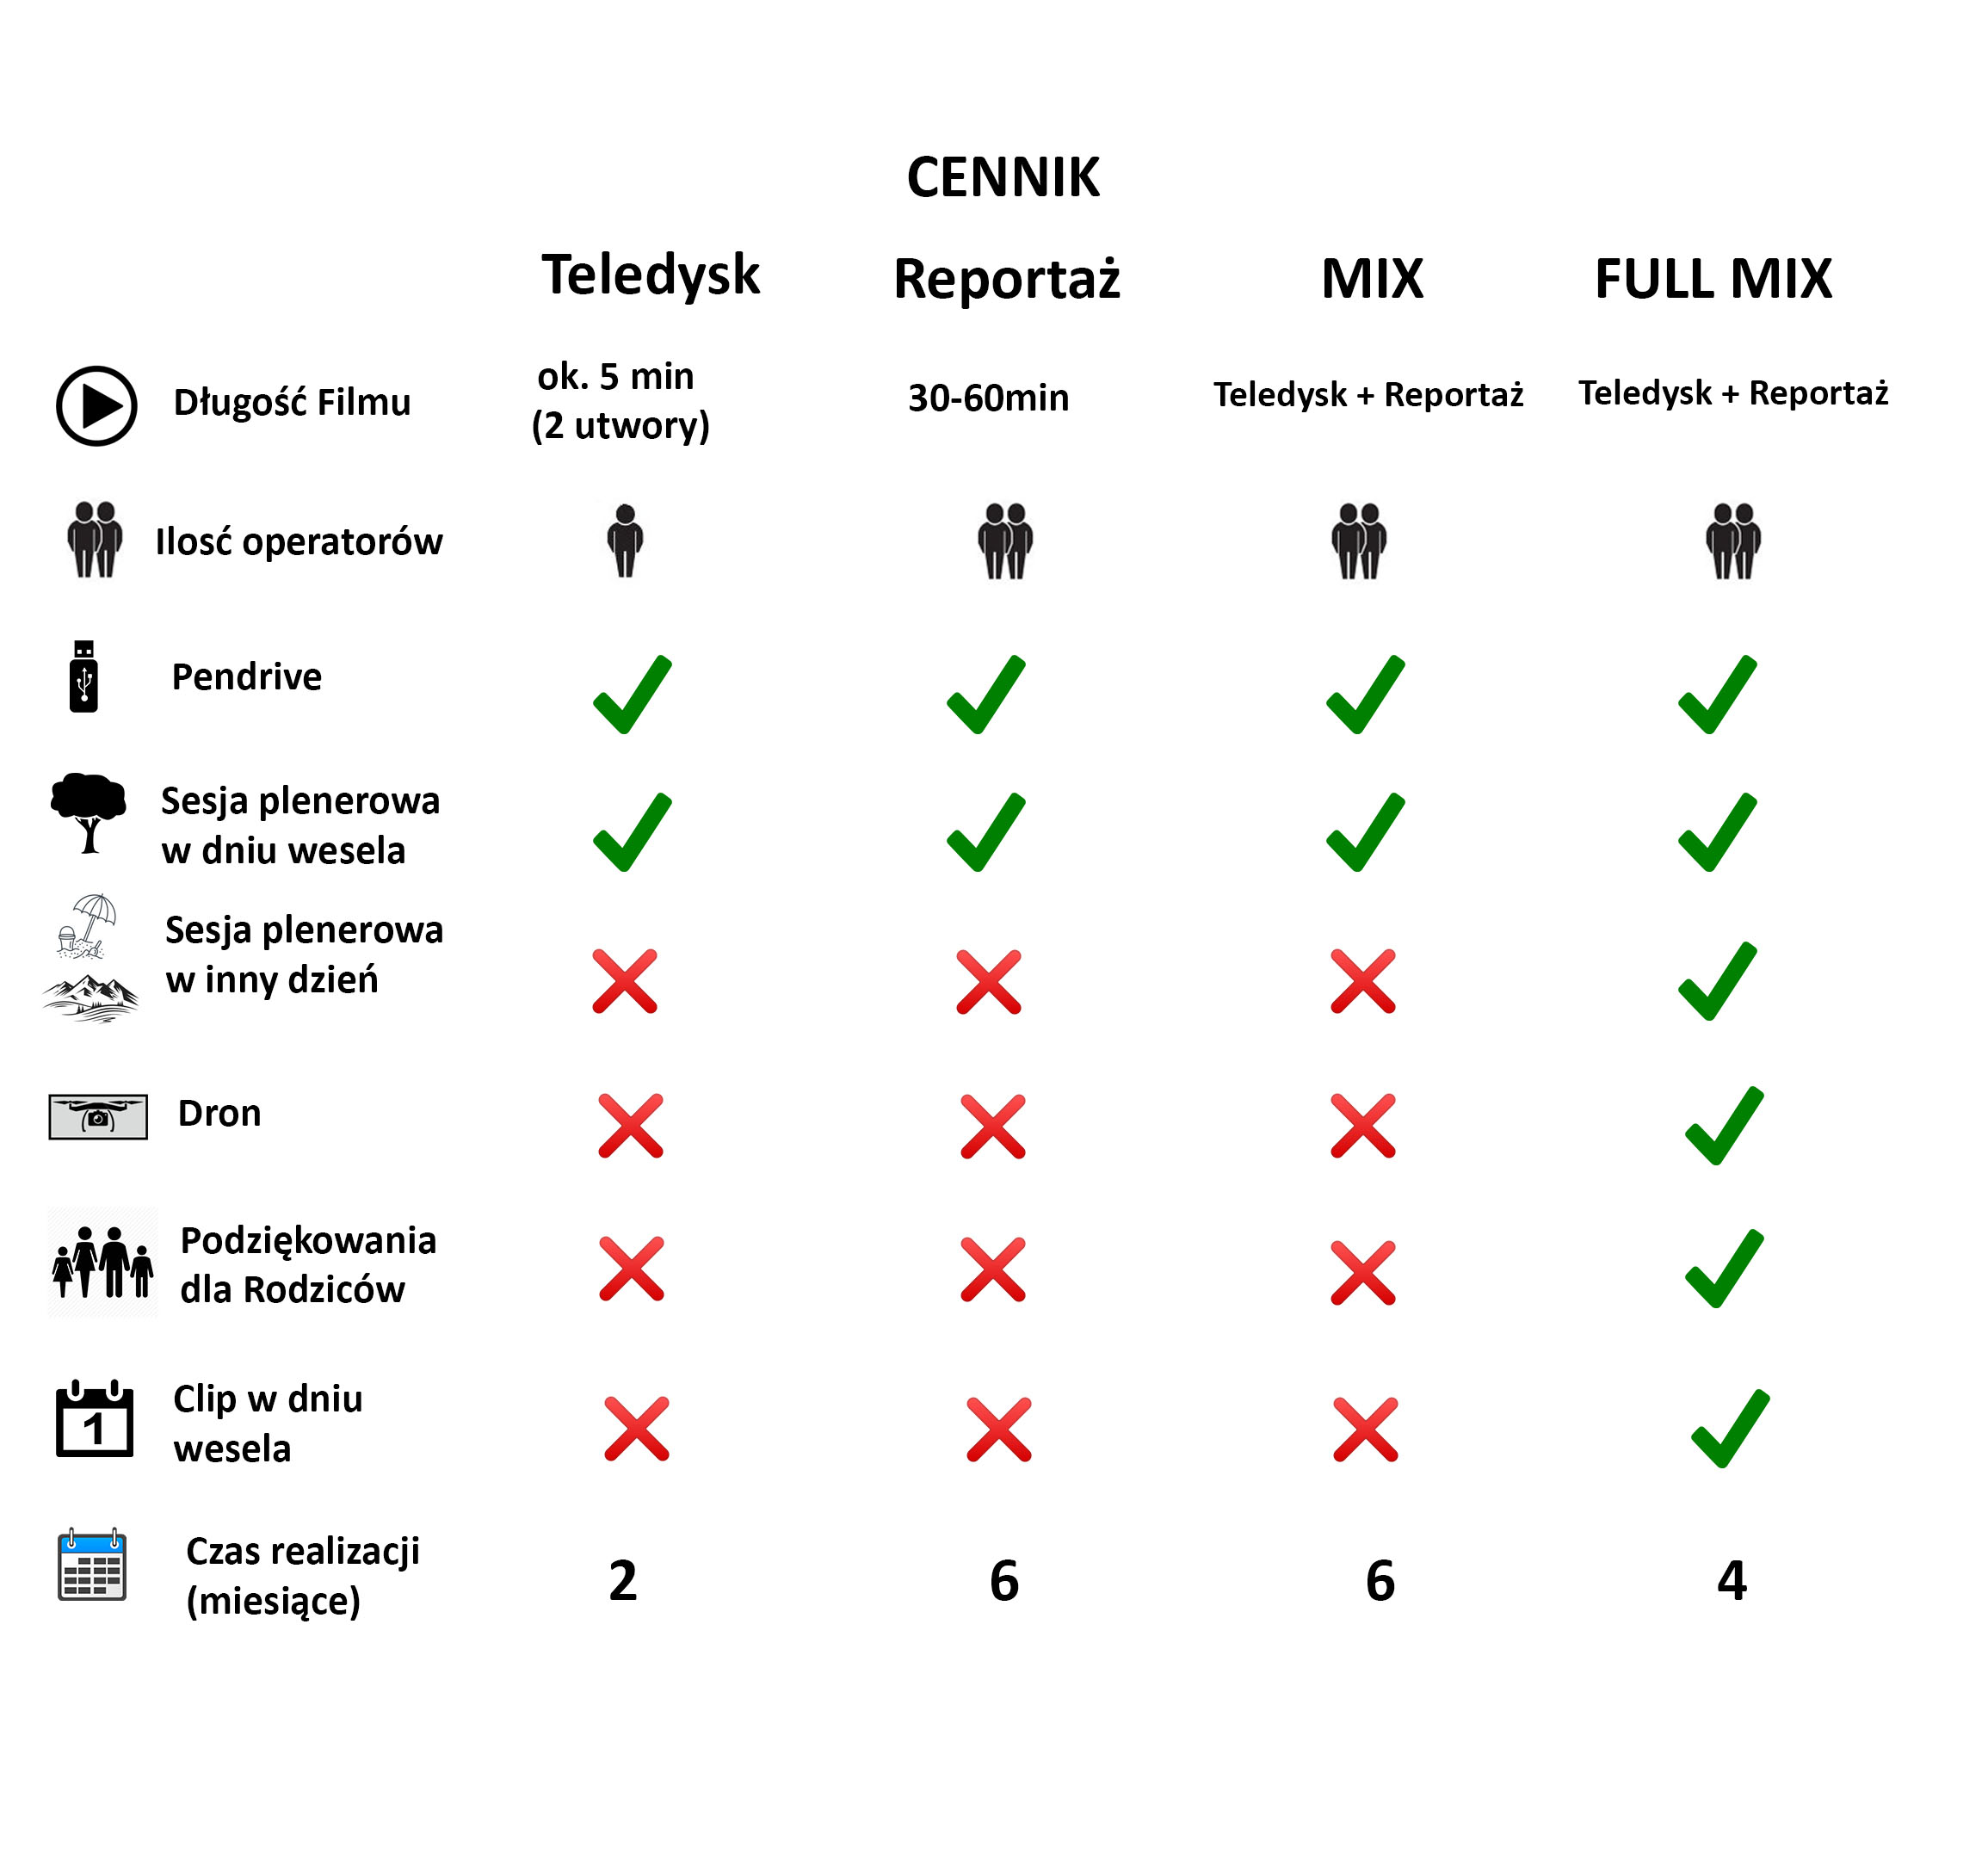 CENNIK
Teledysk Reportaż MIX FULL MIX
Długość Filmu
ok. 5 min
(2 utwory)
30-60min
Teledysk + Reportaż
Teledysk + Reportaż
Ilosć operatorów
Pendrive
Sesja plenerowa
w dniu wesela
Sesja plenerowa
w inny dzień
Dron
Podziękowania
dla Rodziców
1
Clip w dniu
wesela
Czas realizacji
(miesiące)
2 6 6 4